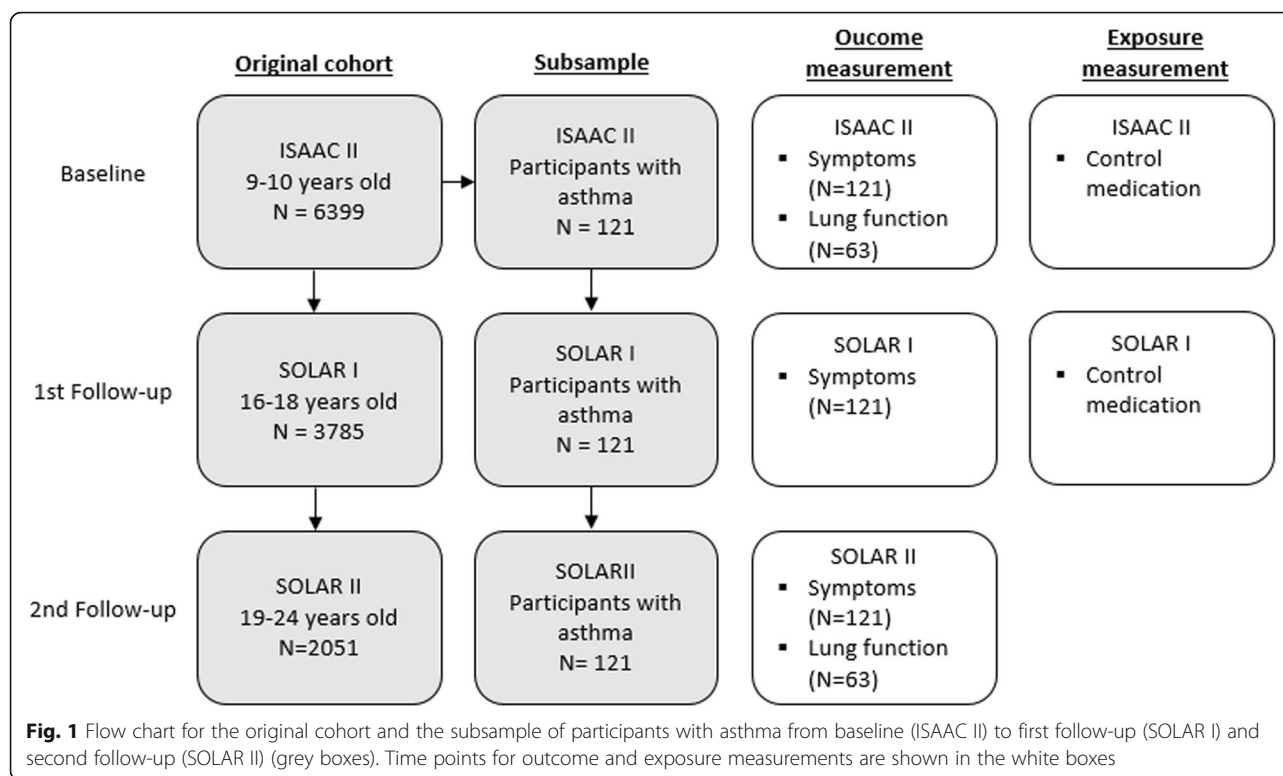 Original cohort
Subsample
Oucome
measurement
Exposure
measurement
Baseline
ISAAC II
9-10 years old
N = 6399
ISAAC II
Participants with
asthma
N = 121
ISAAC II
▪ Symptoms
(N=121)
▪ Lung function
(N=63)
ISAAC II
▪ Control
medication
1st Follow-up
SOLAR I
16-18 years old
N = 3785
SOLAR I
Participants with
asthma
N = 121
SOLAR I
▪ Symptoms
(N=121)
SOLAR I
▪ Control
medication
2nd Follow-up
SOLAR II
19-24 years old
N=2051
SOLARII
Participants with
asthma
N= 121
SOLAR II
▪ Symptoms
(N=121)
▪ Lung function
(N=63)
Fig. 1 Flow chart for the original cohort and the subsample of participants with asthma from baseline (ISAAC II) to first follow-up (SOLAR I) and
second follow-up (SOLAR II) (grey boxes). Time points for outcome and exposure measurements are shown in the white boxes